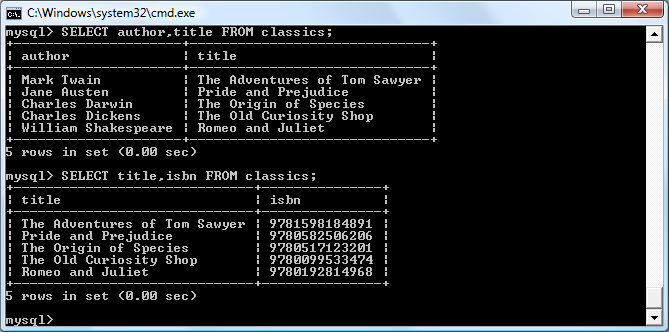 C:\Windows\system32\cmd.exe
mysql> SELECT author,title FROM classics;
+---------------------+------------------------------+
| author              | title                        |
+---------------------+------------------------------+
| Mark Twain          | The Adventures of Tom Sawyer |
| Jane Austen         | Pride and Prejudice          |
| Charles Darwin      | The Origin of Species        |
| Charles Dickens     | The Old Curiosity Shop       |
| William Shakespeare | Romeo and Juliet             |
+---------------------+------------------------------+
5 rows in set (0.00 sec)
mysql> SELECT title,isbn FROM classics;
+------------------------------+---------------+
| title                        | isbn          |
+------------------------------+---------------+
| The Adventures of Tom Sawyer | 9781598184891 |
| Pride and Prejudice          | 9780582506206 |
| The Origin of Species        | 9780517123201 |
| The Old Curiosity Shop       | 9780099533474 |
| Romeo and Juliet             | 9780192814968 |
+------------------------------+---------------+
5 rows in set (0.00 sec)
mysql>